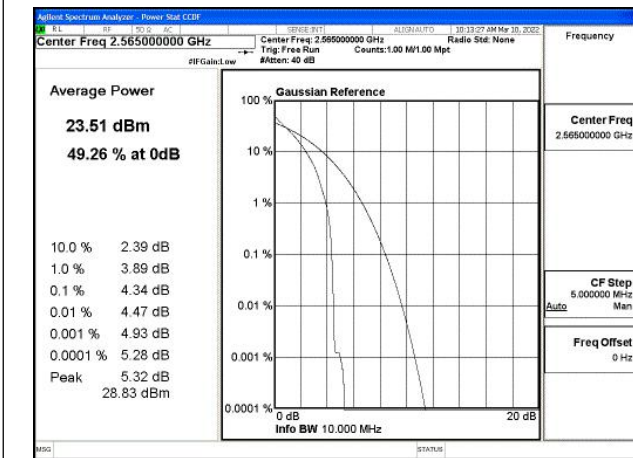 Agilent Spectrum Analyzer - Power Stat CCDF
RL RF 50 Ω AC SENSE:INT ALIGNAUTO 10:13:27 AM Mar 10, 2022
Center Freq 2.565000000 GHz
Center Freq: 2.565000000 GHz Radio Std: None
Trig: Free Run Counts:1.00 M/1.00 Mpt
#IFGain:Low #Atten: 40 dB
Frequency
Average Power
23.51 dBm
49.26 % at 0dB
10.0 % 2.39 dB
1.0 % 3.89 dB
0.1 % 4.34 dB
0.01 % 4.47 dB
0.001 % 4.93 dB
0.0001 % 5.28 dB
Peak 5.32 dB
28.83 dBm
Gaussian Reference
100 %
10 %
1 %
0.1 %
0.01 %
0.001 %
0.0001 %
0 dB 20 dB
Info BW 10.000 MHz
Center Freq
2.565000000 GHz
CF Step
5.000000 MHz
Auto Man
Freq Offset
0 Hz
MSG STATUS